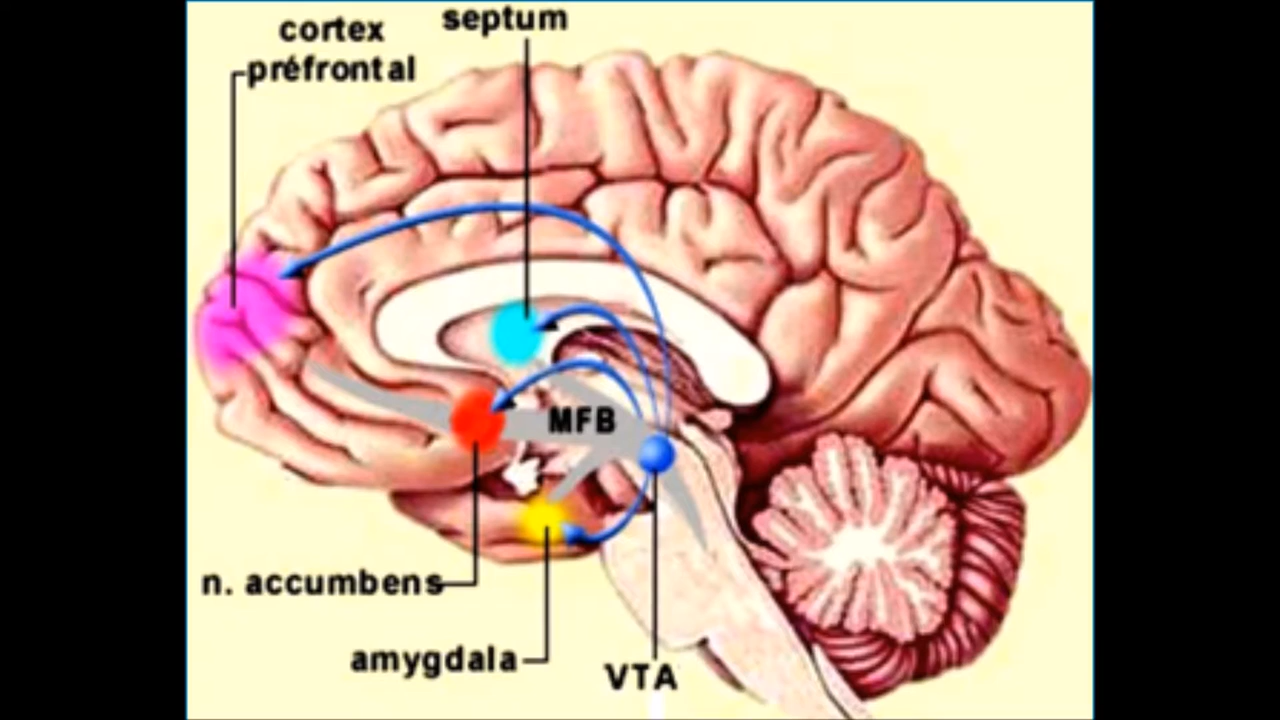 septum
cortex
préfrontal
MFB
n. accumbens
amygdala
VTA